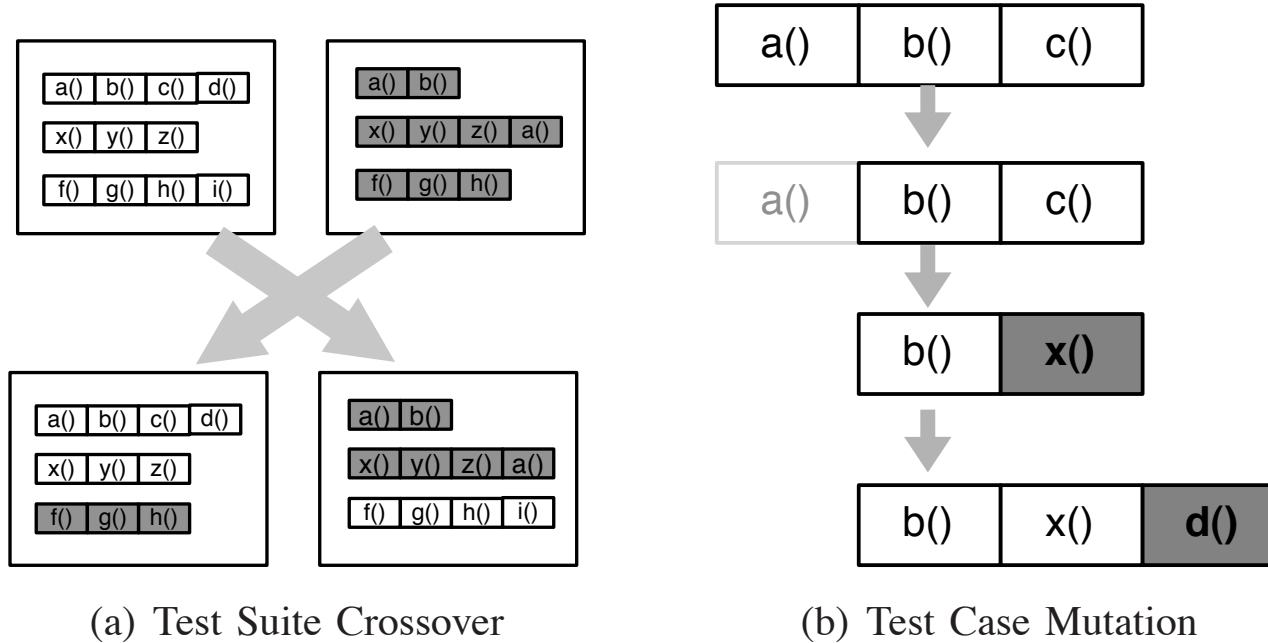 a() b() c() d()
x() y() z()
f() g() h() i()
a() b()
x() y() z() a()
f() g() h()
a() b() c() d()
x() y() z()
f() g() h()
a() b()
x() y() z() a()
f() g() h() i()
(a) Test Suite Crossover
a() b() c()
a() b() c()
b() x()
b() x() d()
(b) Test Case Mutation